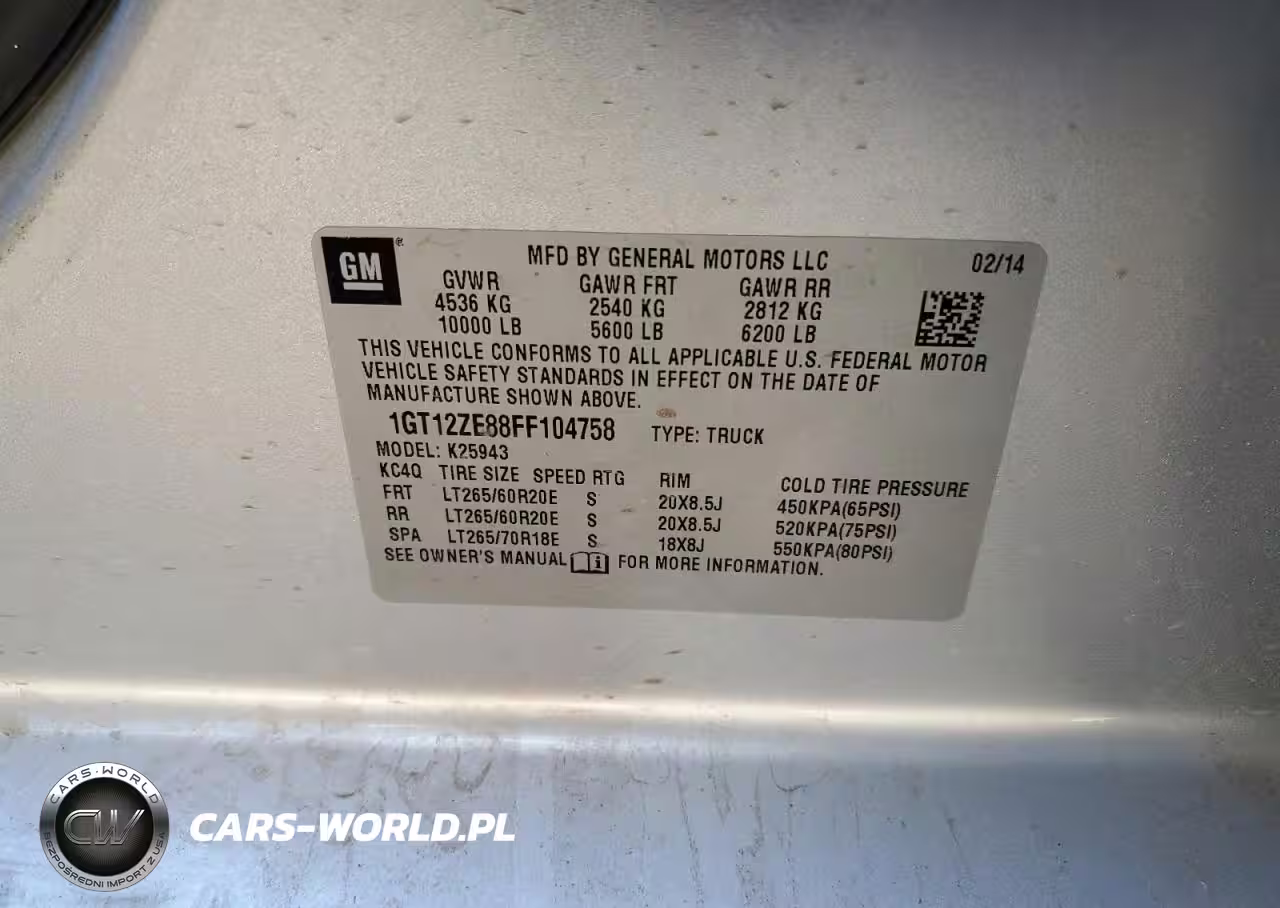 GM
MFD BY GENERAL MOTORS LLC 02/14
GVWR GAWR FRT GAWR RR
4536 KG 2540 KG 2812 KG
10000 LB 5600 LB 6200 LB
THIS VEHICLE CONFORMS TO ALL APPLICABLE U.S. FEDERAL MOTOR
VEHICLE SAFETY STANDARDS IN EFFECT ON THE DATE OF
MANUFACTURE SHOWN ABOVE.
1GT12ZE88FF104758 TYPE: TRUCK
MODEL: K25943
KC4Q TIRE SIZE SPEED RTG RIM COLD TIRE PRESSURE
FRT LT265/60R20E S 20X8.5J 450KPA(65PSI)
RR LT265/60R20E S 20X8.5J 520KPA(75PSI)
SPA LT265/70R18E S 18X8J 550KPA(80PSI)
SEE OWNER'S MANUAL i FOR MORE INFORMATION.
CARS-WORLD
CW
BEZPOŚREDNI IMPORT Z USA
CARS-WORLD.PL